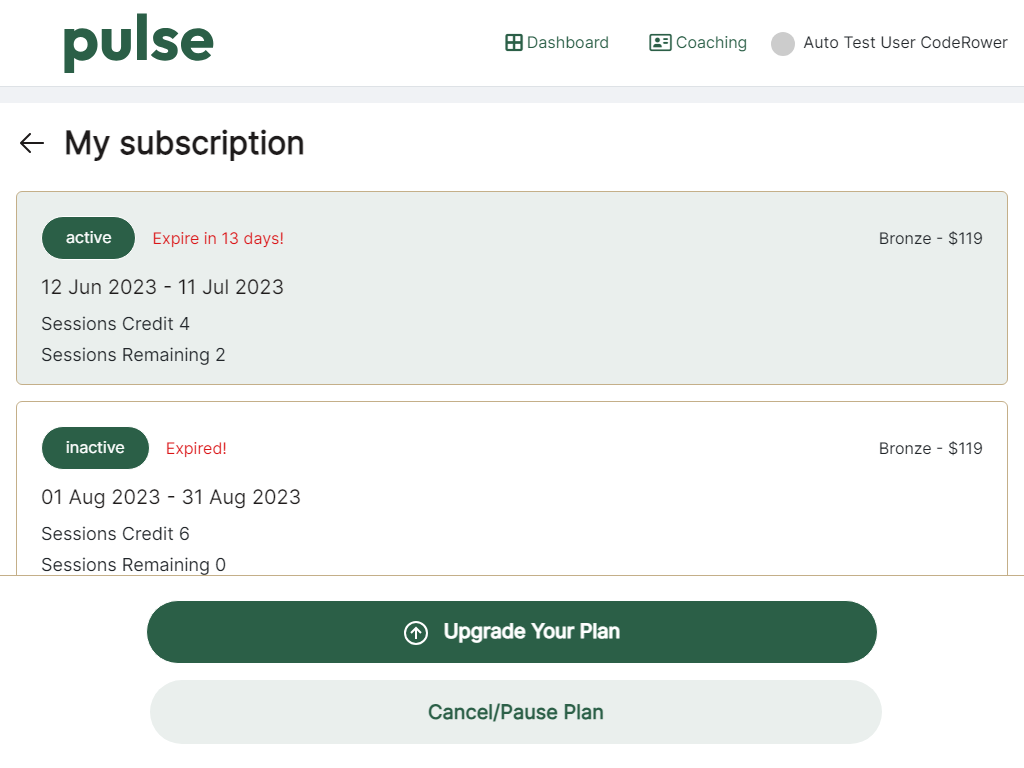 pulse
Dashboard
Coaching
Auto Test User CodeRower
My subscription
active
Expire in 13 days!
Bronze - $119
12 Jun 2023 - 11 Jul 2023
Sessions Credit 4
Sessions Remaining 2
inactive
Expired!
Bronze - $119
01 Aug 2023 - 31 Aug 2023
Sessions Credit 6
Sessions Remaining 0
Upgrade Your Plan
Cancel/Pause Plan